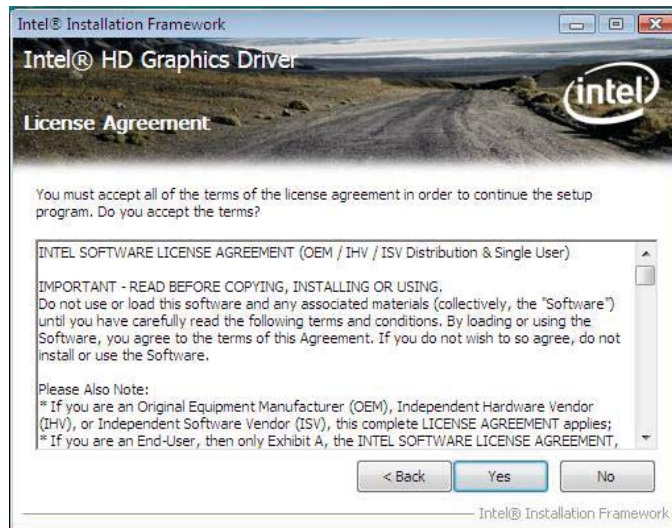 Intel® Installation Framework
Intel® HD Graphics Driver
intel
License Agreement
You must accept all of the terms of the license agreement in order to continue the setup
program. Do you accept the terms?
INTEL SOFTWARE LICENSE AGREEMENT (OEM / IHV / ISV Distribution & Single User)
IMPORTANT - READ BEFORE COPYING, INSTALLING OR USING.
Do not use or load this software and any associated materials (collectively, the "Software")
until you have carefully read the following terms and conditions. By loading or using the
Software, you agree to the terms of this Agreement. If you do not wish to so agree, do not
install or use the Software.
Please Also Note:
* If you are an Original Equipment Manufacturer (OEM), Independent Hardware Vendor
(IHV), or Independent Software Vendor (ISV), this complete LICENSE AGREEMENT applies;
* If you are an End-User, then only Exhibit A, the INTEL SOFTWARE LICENSE AGREEMENT,
< Back
Yes
No
Intel® Installation Framework